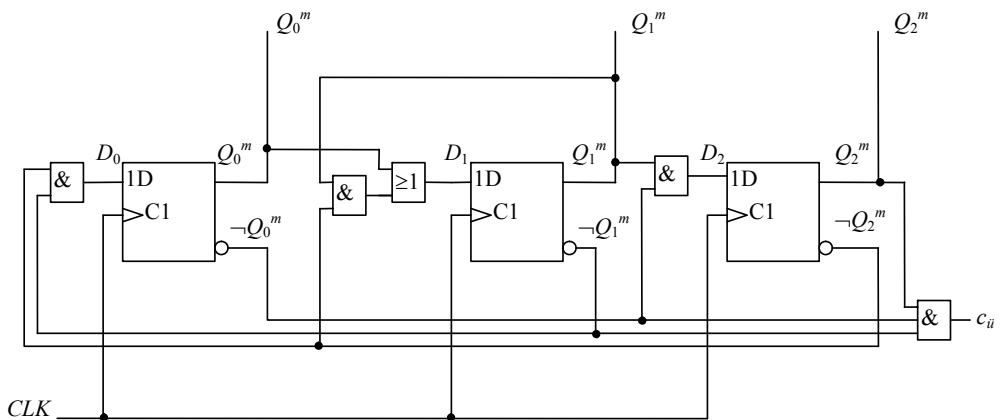 Q₀ᵐ Q₁ᵐ Q₂ᵐ
D₀ Q₀ᵐ D₁ Q₁ᵐ D₂ Q₂ᵐ
& 1D & ≥1 1D & 1D
C1 ¬Q₀ᵐ C1 ¬Q₁ᵐ C1 ¬Q₂ᵐ
& cü
CLK